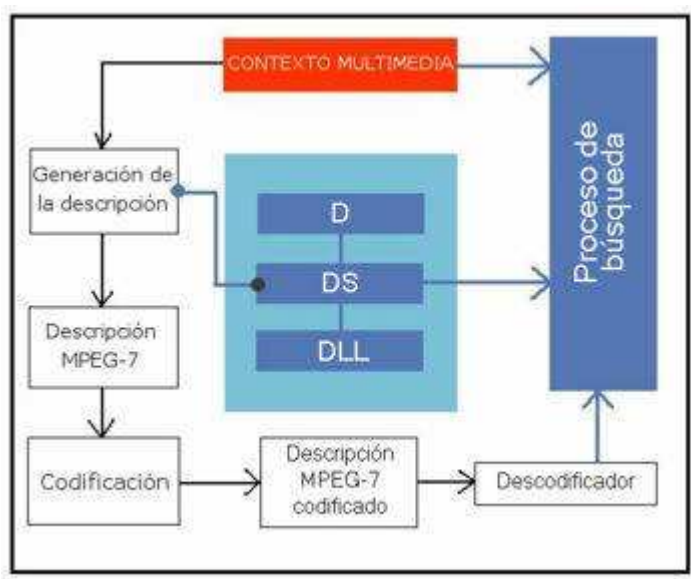 CONTEXTO MULTIMEDIA
Generación de
la descripción
D
DS
DLL
Proceso de
búsqueda
Descripción
MPEG-7
Codificación
Descripción
MPEG-7
codificado
Descodificador